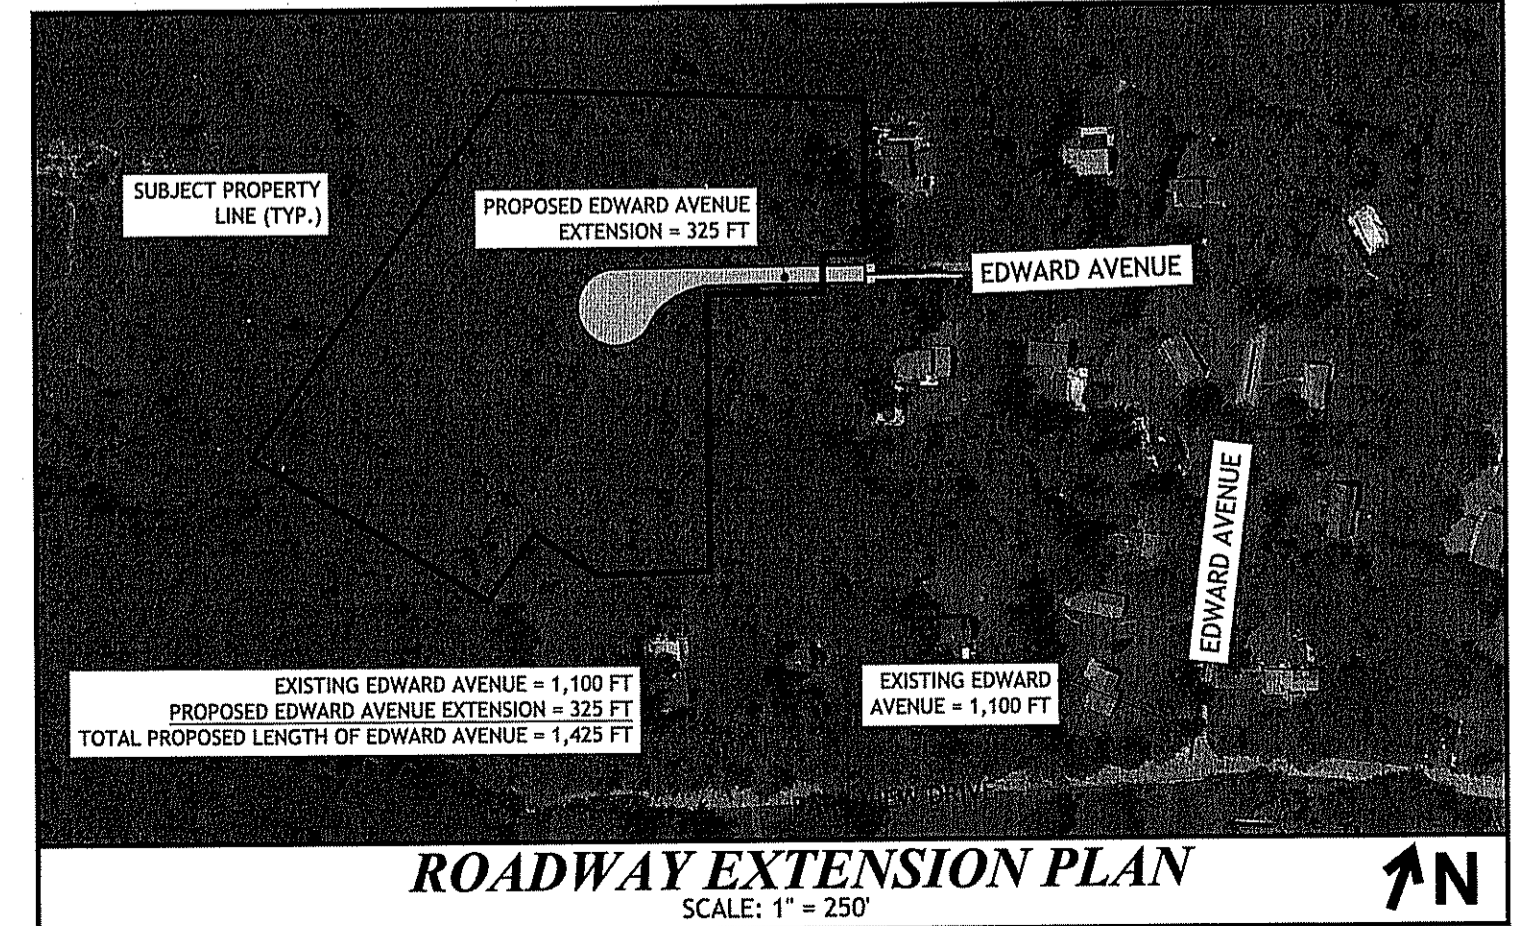 SUBJECT PROPERTY
LINE (TYP.)
PROPOSED EDWARD AVENUE
EXTENSION = 325 FT
EDWARD AVENUE
EDWARD AVENUE
EXISTING EDWARD AVENUE = 1,100 FT
PROPOSED EDWARD AVENUE EXTENSION = 325 FT
TOTAL PROPOSED LENGTH OF EDWARD AVENUE = 1,425 FT
EXISTING EDWARD
AVENUE = 1,100 FT
DRIVE
ROADWAY EXTENSION PLAN
SCALE: 1" = 250'
N